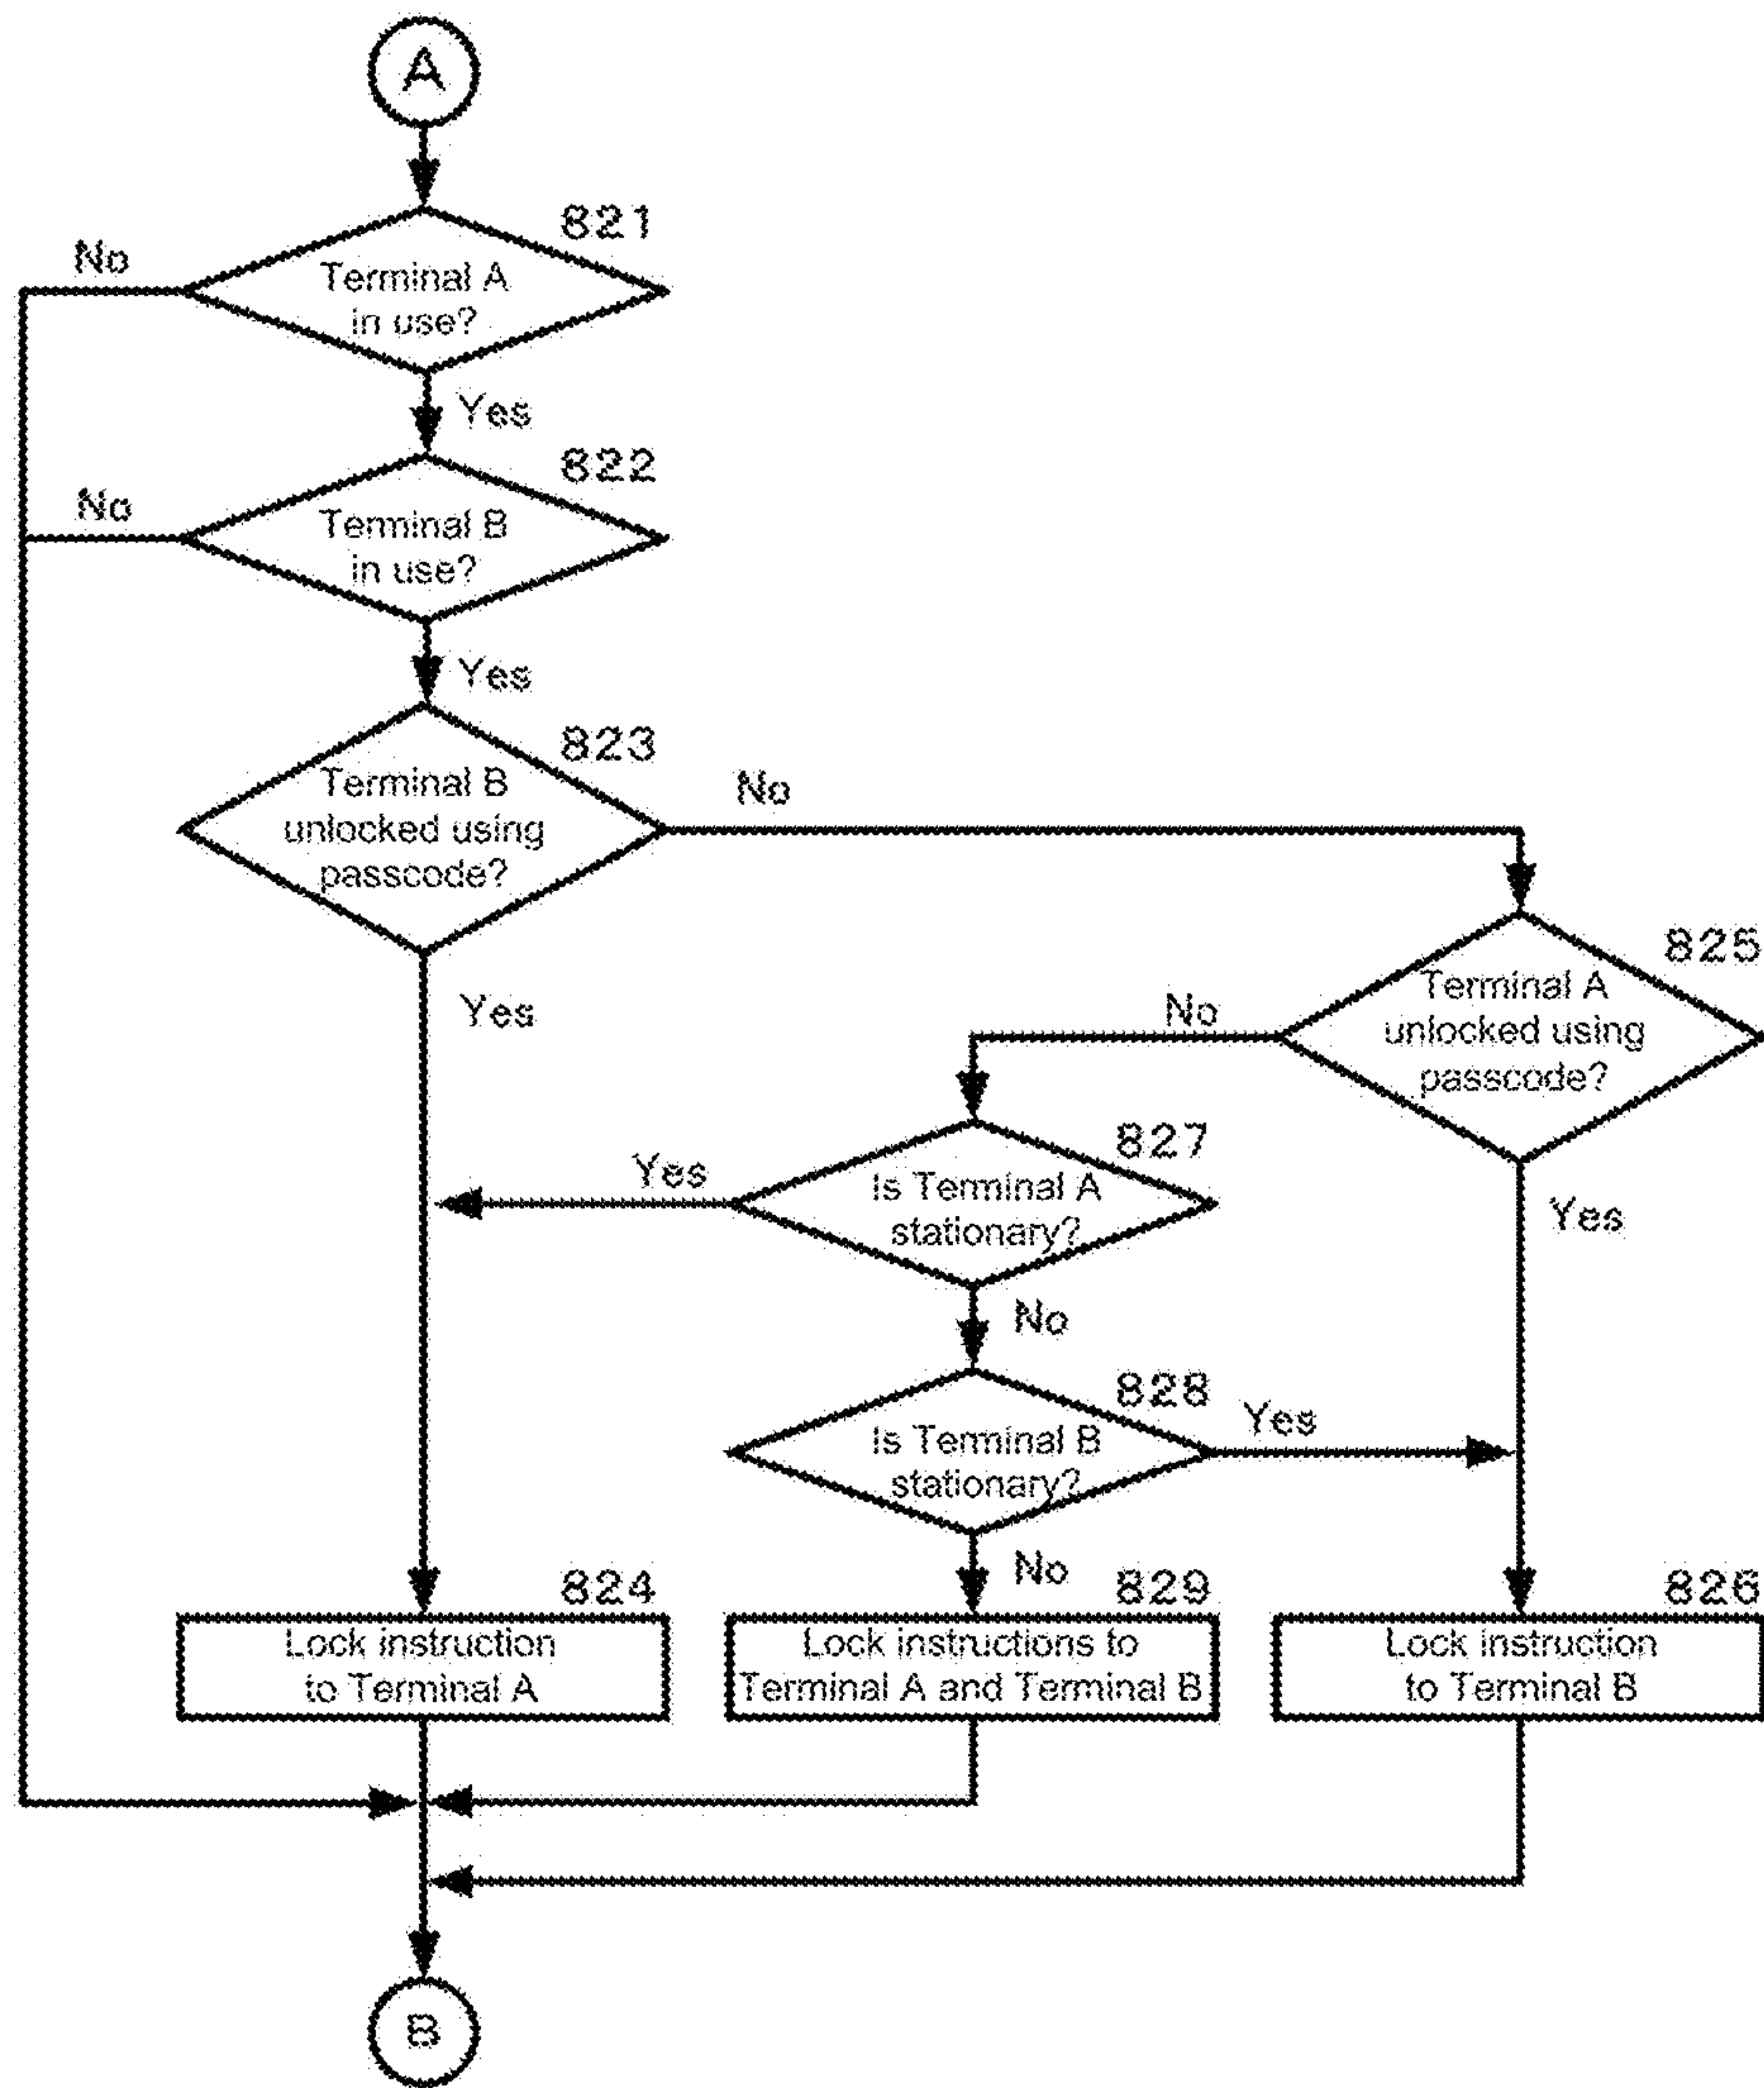 A
821
No
Terminal A
in use?
Yes
822
No
Terminal B
in use?
Yes
823
Terminal B
unlocked using
passcode?
No
Yes
825
Terminal A
unlocked using
passcode?
No
Yes
827
Is Terminal A
stationary?
Yes
No
828
Is Terminal B
stationary?
Yes
No
824
Lock instruction
to Terminal A
829
Lock instructions to
Terminal A and Terminal B
826
Lock instruction
to Terminal B
B